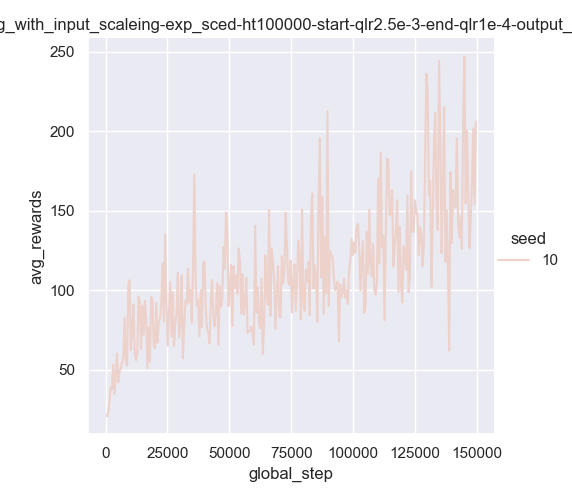 g_with_input_scaleing-exp_sced-ht100000-start-qlr2.5e-3-end-qlr1e-4-output_
250
200
150
100
50
avg_rewards
0 25000 50000 75000 100000 125000 150000
global_step
seed
10